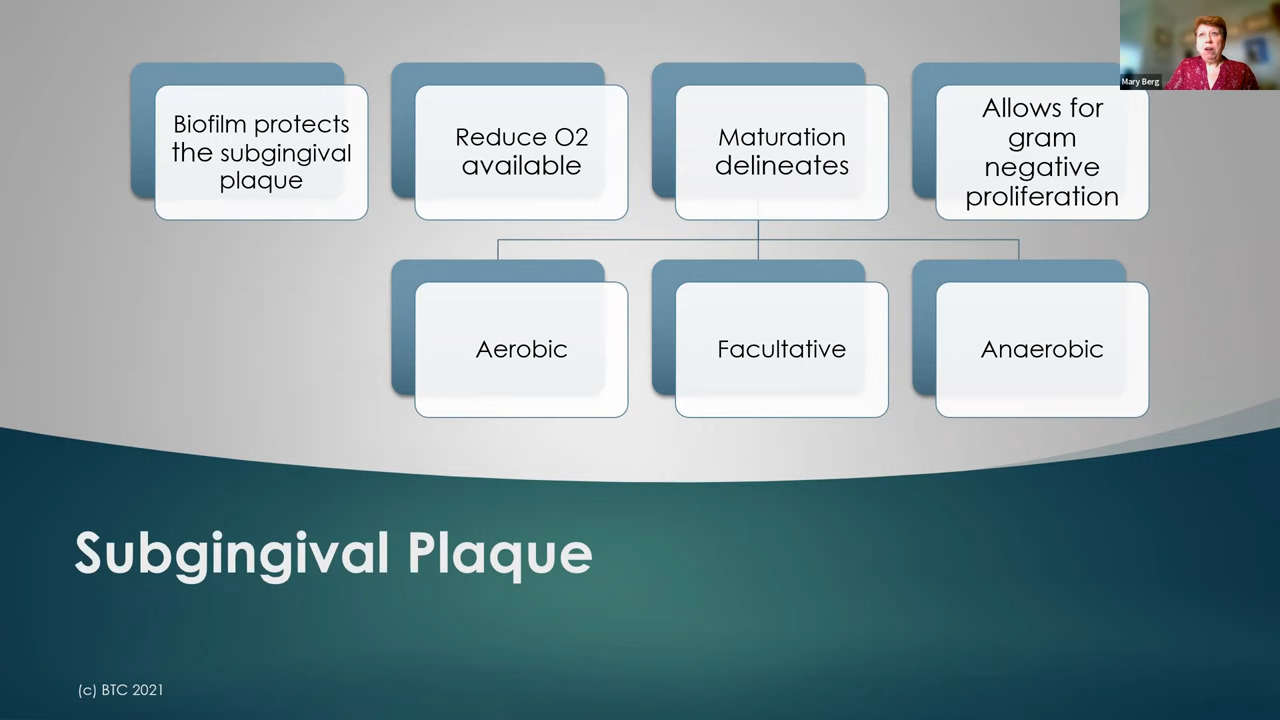 Mary Berg
Biofilm protects
the subgingival
plaque
Reduce O2
available
Maturation
delineates
Allows for
gram
negative
proliferation
Aerobic
Facultative
Anaerobic
Subgingival Plaque
(c) BTC 2021